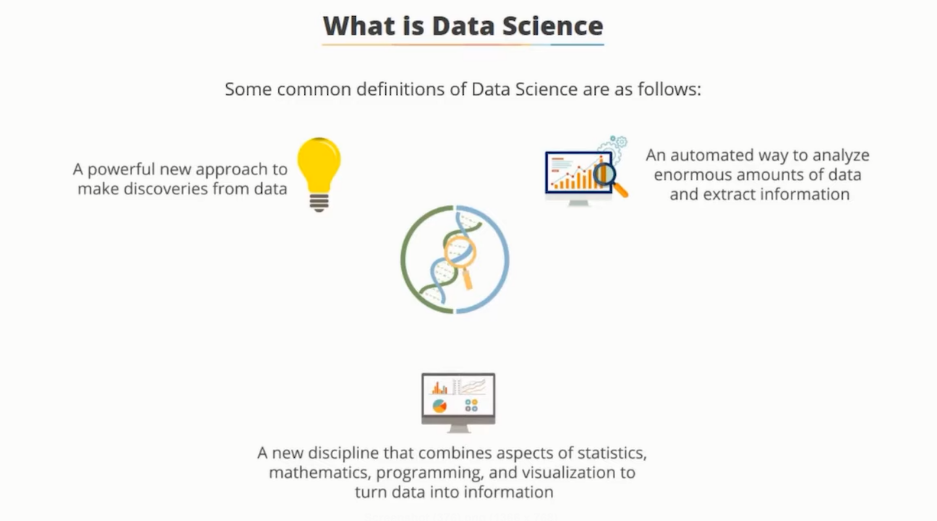 What is Data Science
Some common definitions of Data Science are as follows:
A powerful new approach to
make discoveries from data
An automated way to analyze
enormous amounts of data
and extract information
A new discipline that combines aspects of statistics,
mathematics, programming, and visualization to
turn data into information